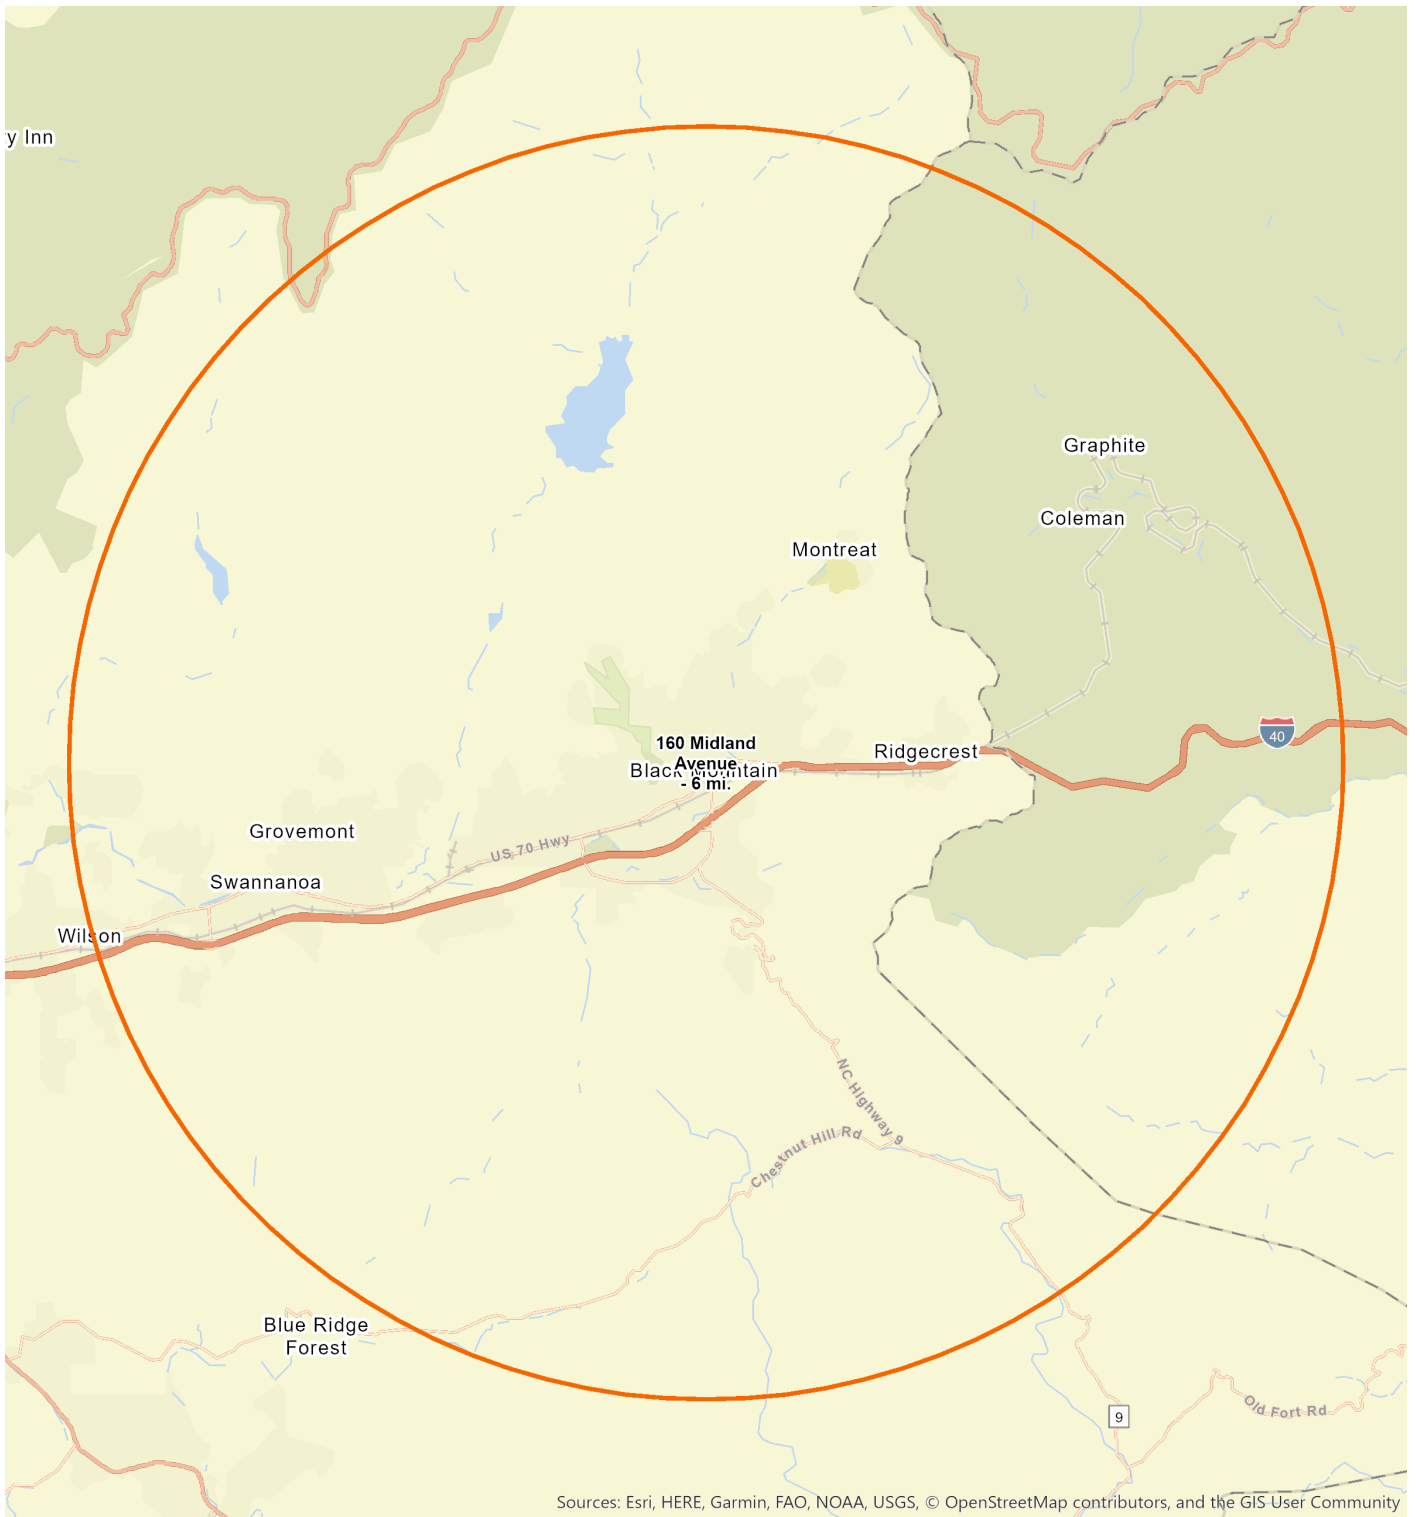 y Inn
Graphite
Coleman
Montreat
160 Midland
Avenue
Black Mountain
- 6 mi.
Ridgecrest
40
Grovemont
US 70 Hwy
Swannanoa
Wilson
NC Highway 9
Chestnut Hill Rd
Blue Ridge
Forest
9
Old Fort Rd
Sources: Esri, HERE, Garmin, FAO, NOAA, USGS, © OpenStreetMap contributors, and the GIS User Community